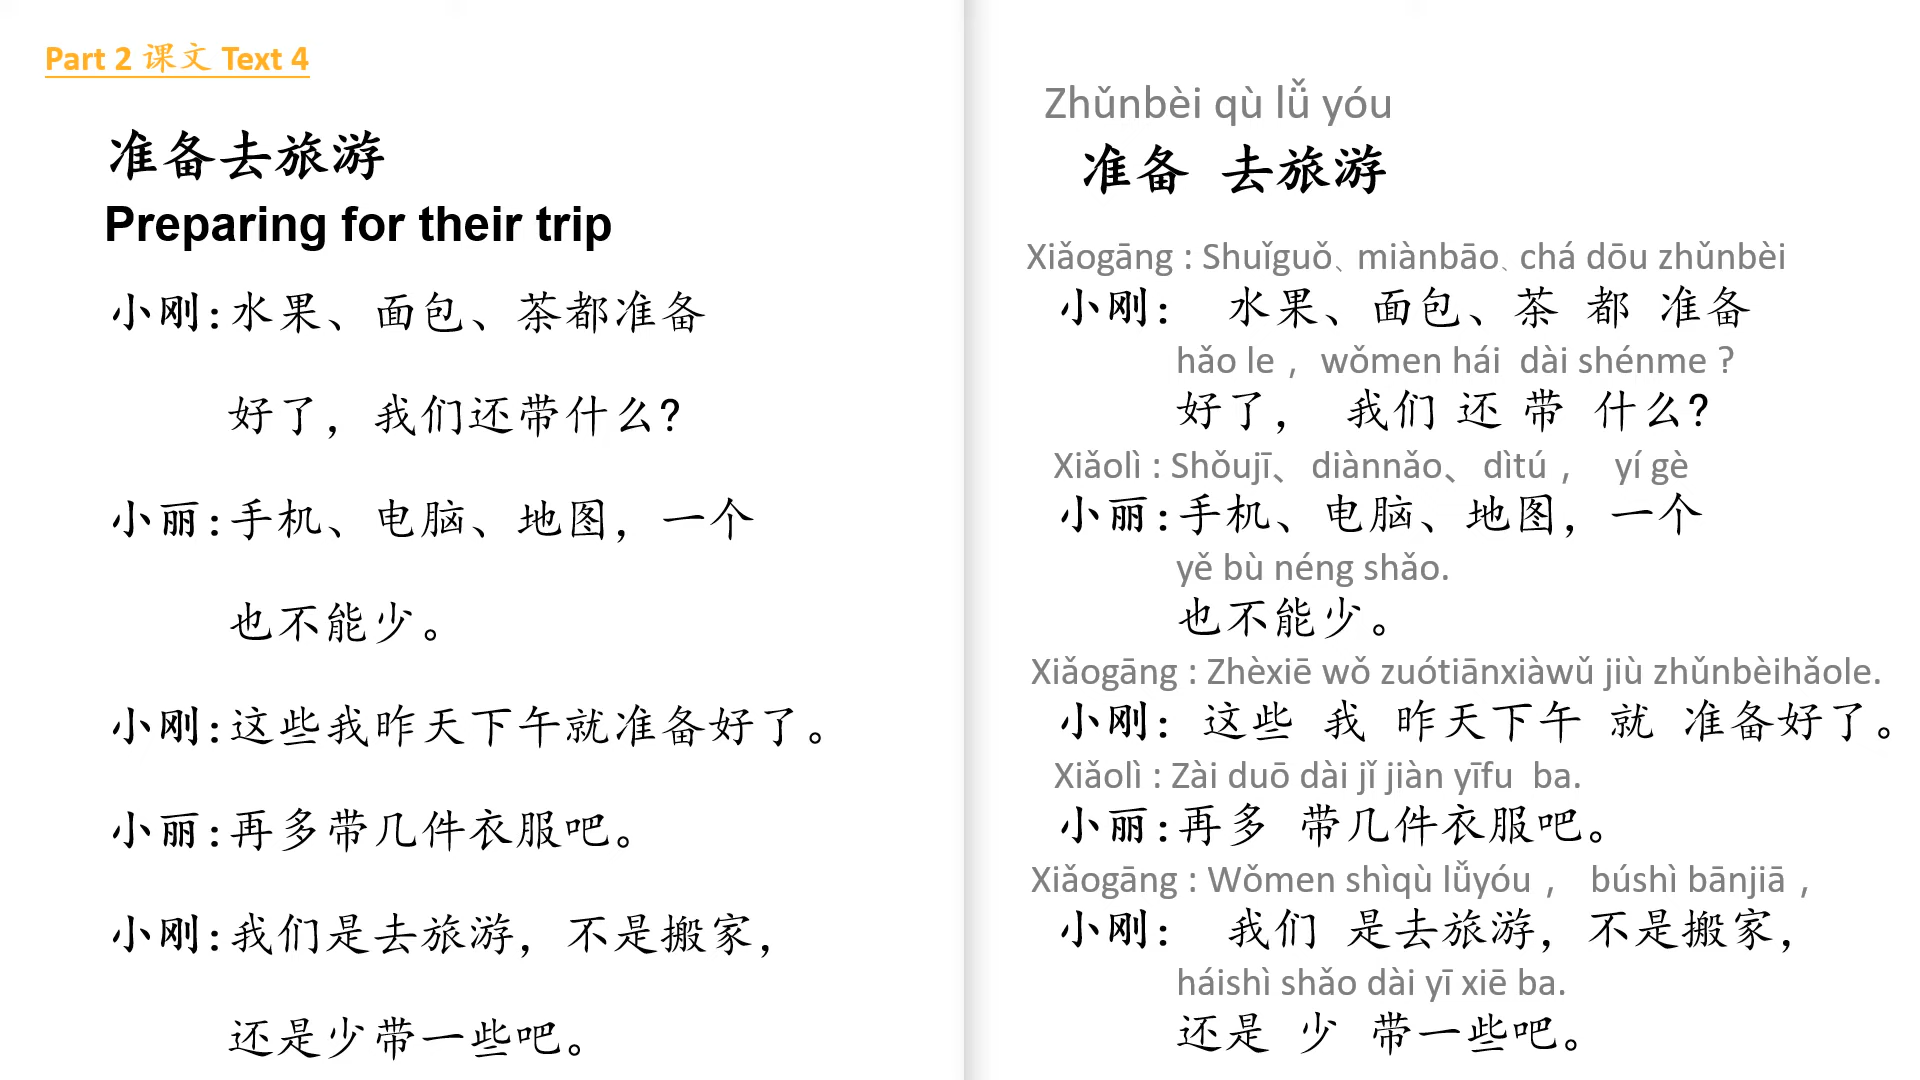 Part 2 课文 Text 4
准备去旅游
Preparing for their trip
小刚:水果、面包、茶都准备
好了，我们还带什么?
小丽:手机、电脑、地图，一个
也不能少。
小刚:这些我昨天下午就准备好了。
小丽:再多带几件衣服吧。
小刚:我们是去旅游，不是搬家，
还是少带一些吧。
Zhǔnbèi qù lǚ yóu
准备 去旅游
Xiǎogāng : Shuǐguǒ、miànbāo、chá dōu zhǔnbèi
小刚: 水果、面包、茶 都 准备
hǎo le， wǒmen hái dài shénme ?
好了， 我们 还 带 什么?
Xiǎolì : Shǒujī、 diànnǎo、 dìtú， yí gè
小丽:手机、电脑、地图，一个
yě bù néng shǎo.
也不能少。
Xiǎogāng : Zhèxiē wǒ zuótiānxiàwǔ jiù zhǔnbèihǎole.
小刚: 这些 我 昨天下午 就 准备好了。
Xiǎolì : Zài duō dài jǐ jiàn yīfu ba.
小丽:再多 带几件衣服吧。
Xiǎogāng : Wǒmen shìqù lǚyóu， búshì bānjiā，
小刚: 我们 是去旅游，不是搬家，
háishì shǎo dài yī xiē ba.
还是 少 带一些吧。